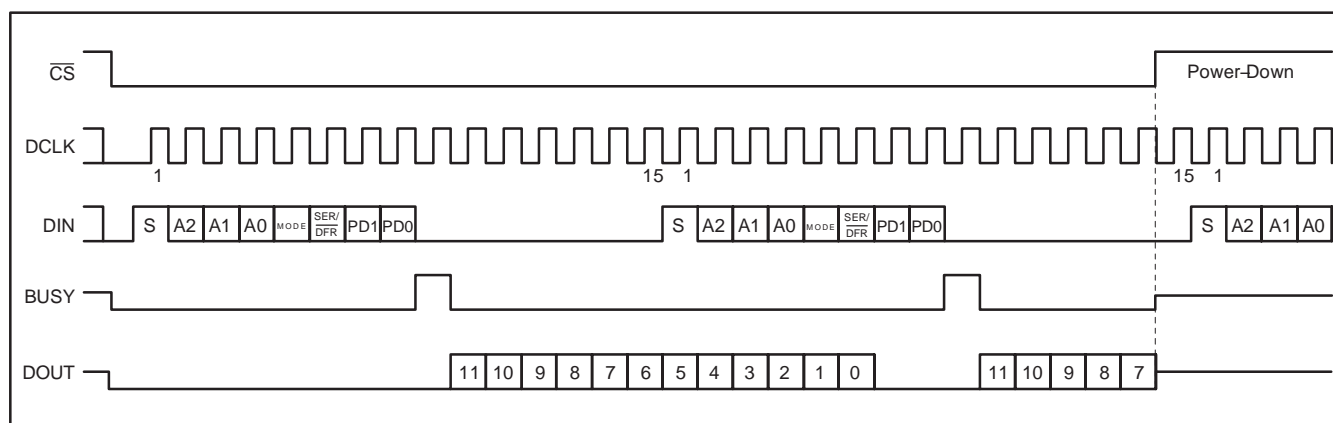 CS
Power–Down
DCLK
1 15 1 15 1
DIN S A2 A1 A0 MODE SER/DFR PD1 PD0 S A2 A1 A0 MODE SER/DFR PD1 PD0 S A2 A1 A0
BUSY
DOUT 11 10 9 8 7 6 5 4 3 2 1 0 11 10 9 8 7